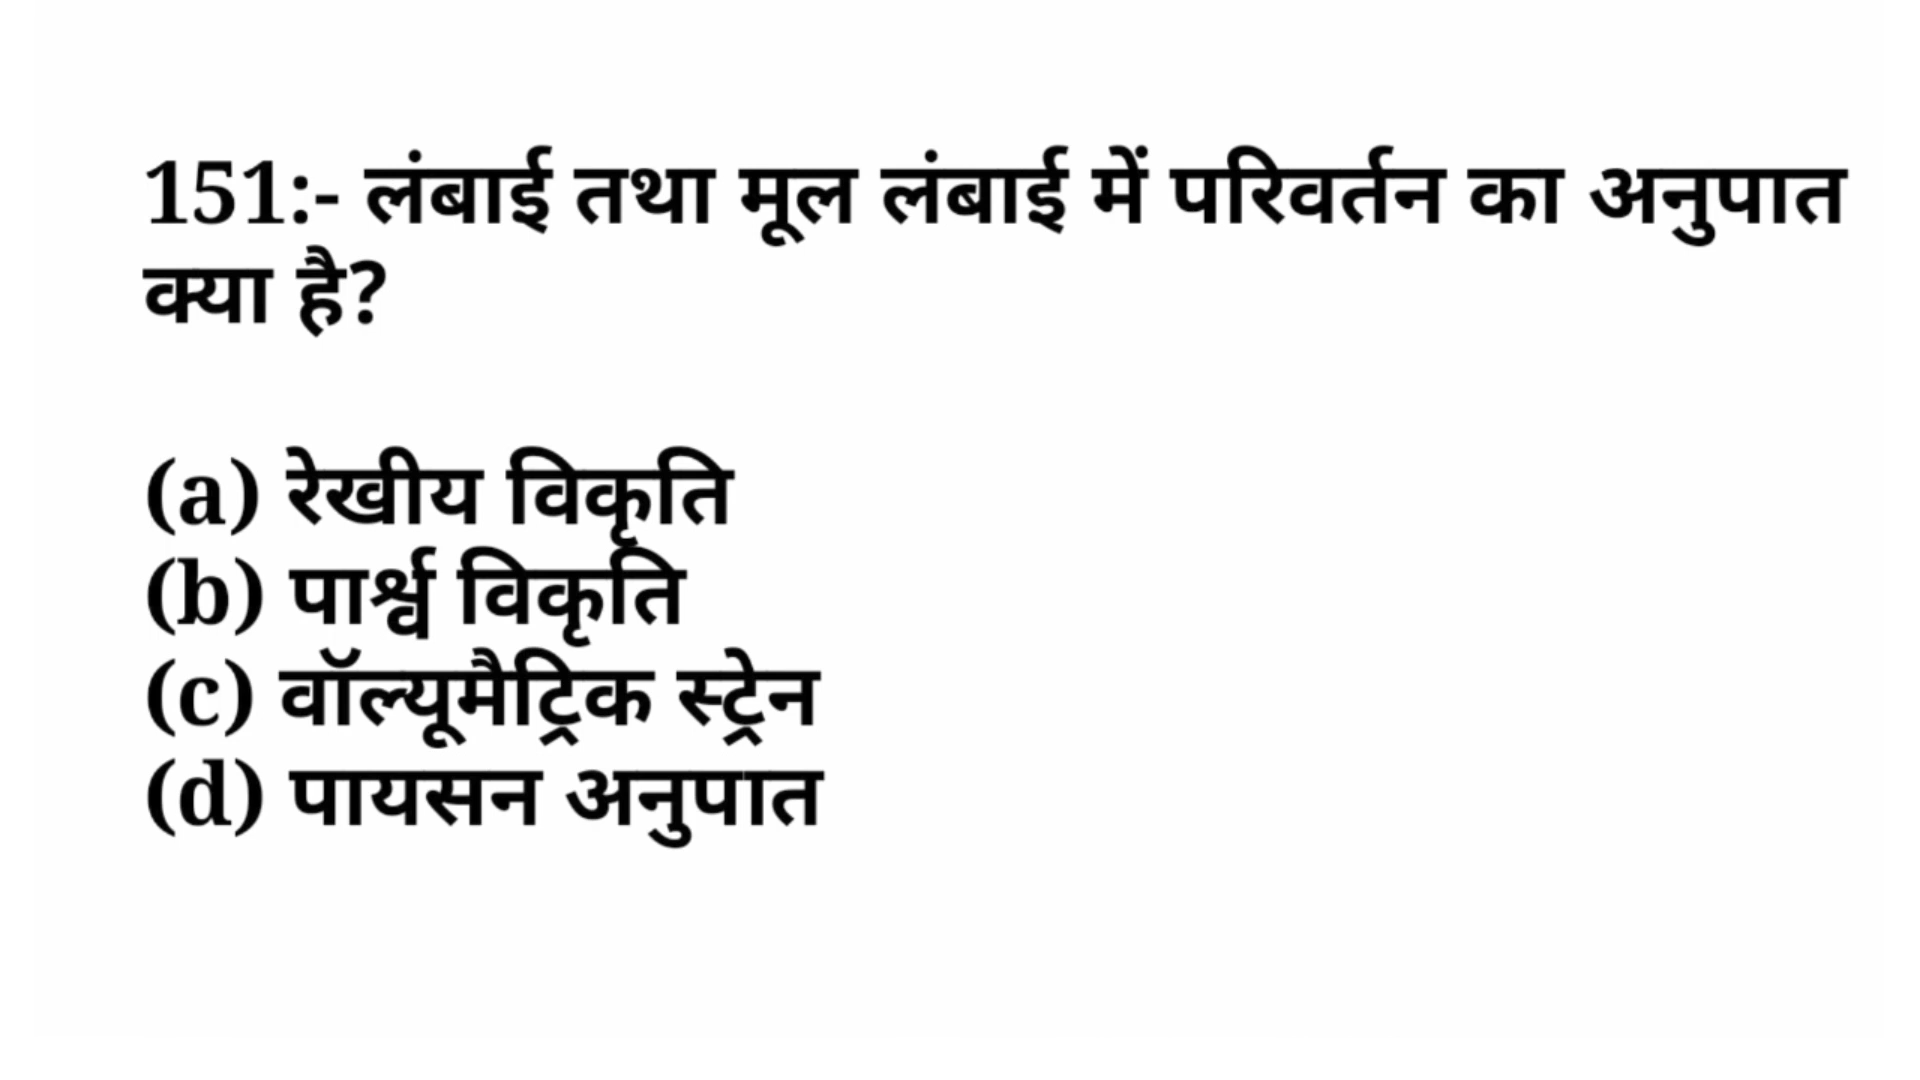 151:- लंबाई तथा मूल लंबाई में परिवर्तन का अनुपात
क्या है?
(a) रेखीय विकृति
(b) पार्श्व विकृति
(c) वॉल्यूमैट्रिक स्ट्रेन
(d) पायसन अनुपात